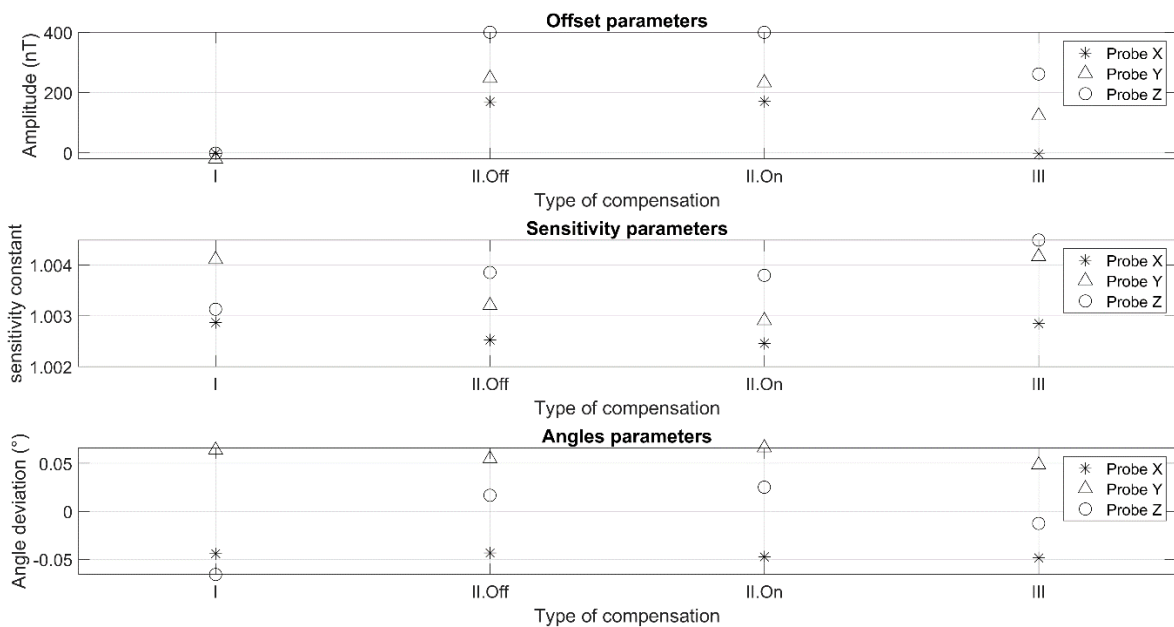 Offset parameters
Amplitude (nT)
400
200
0
I
II.Off
II.On
III
Type of compensation
Probe X
Probe Y
Probe Z
Sensitivity parameters
sensitivity constant
1.004
1.003
1.002
I
II.Off
II.On
III
Type of compensation
Probe X
Probe Y
Probe Z
Angles parameters
Angle deviation (°)
0.05
0
-0.05
I
II.Off
II.On
III
Type of compensation
Probe X
Probe Y
Probe Z